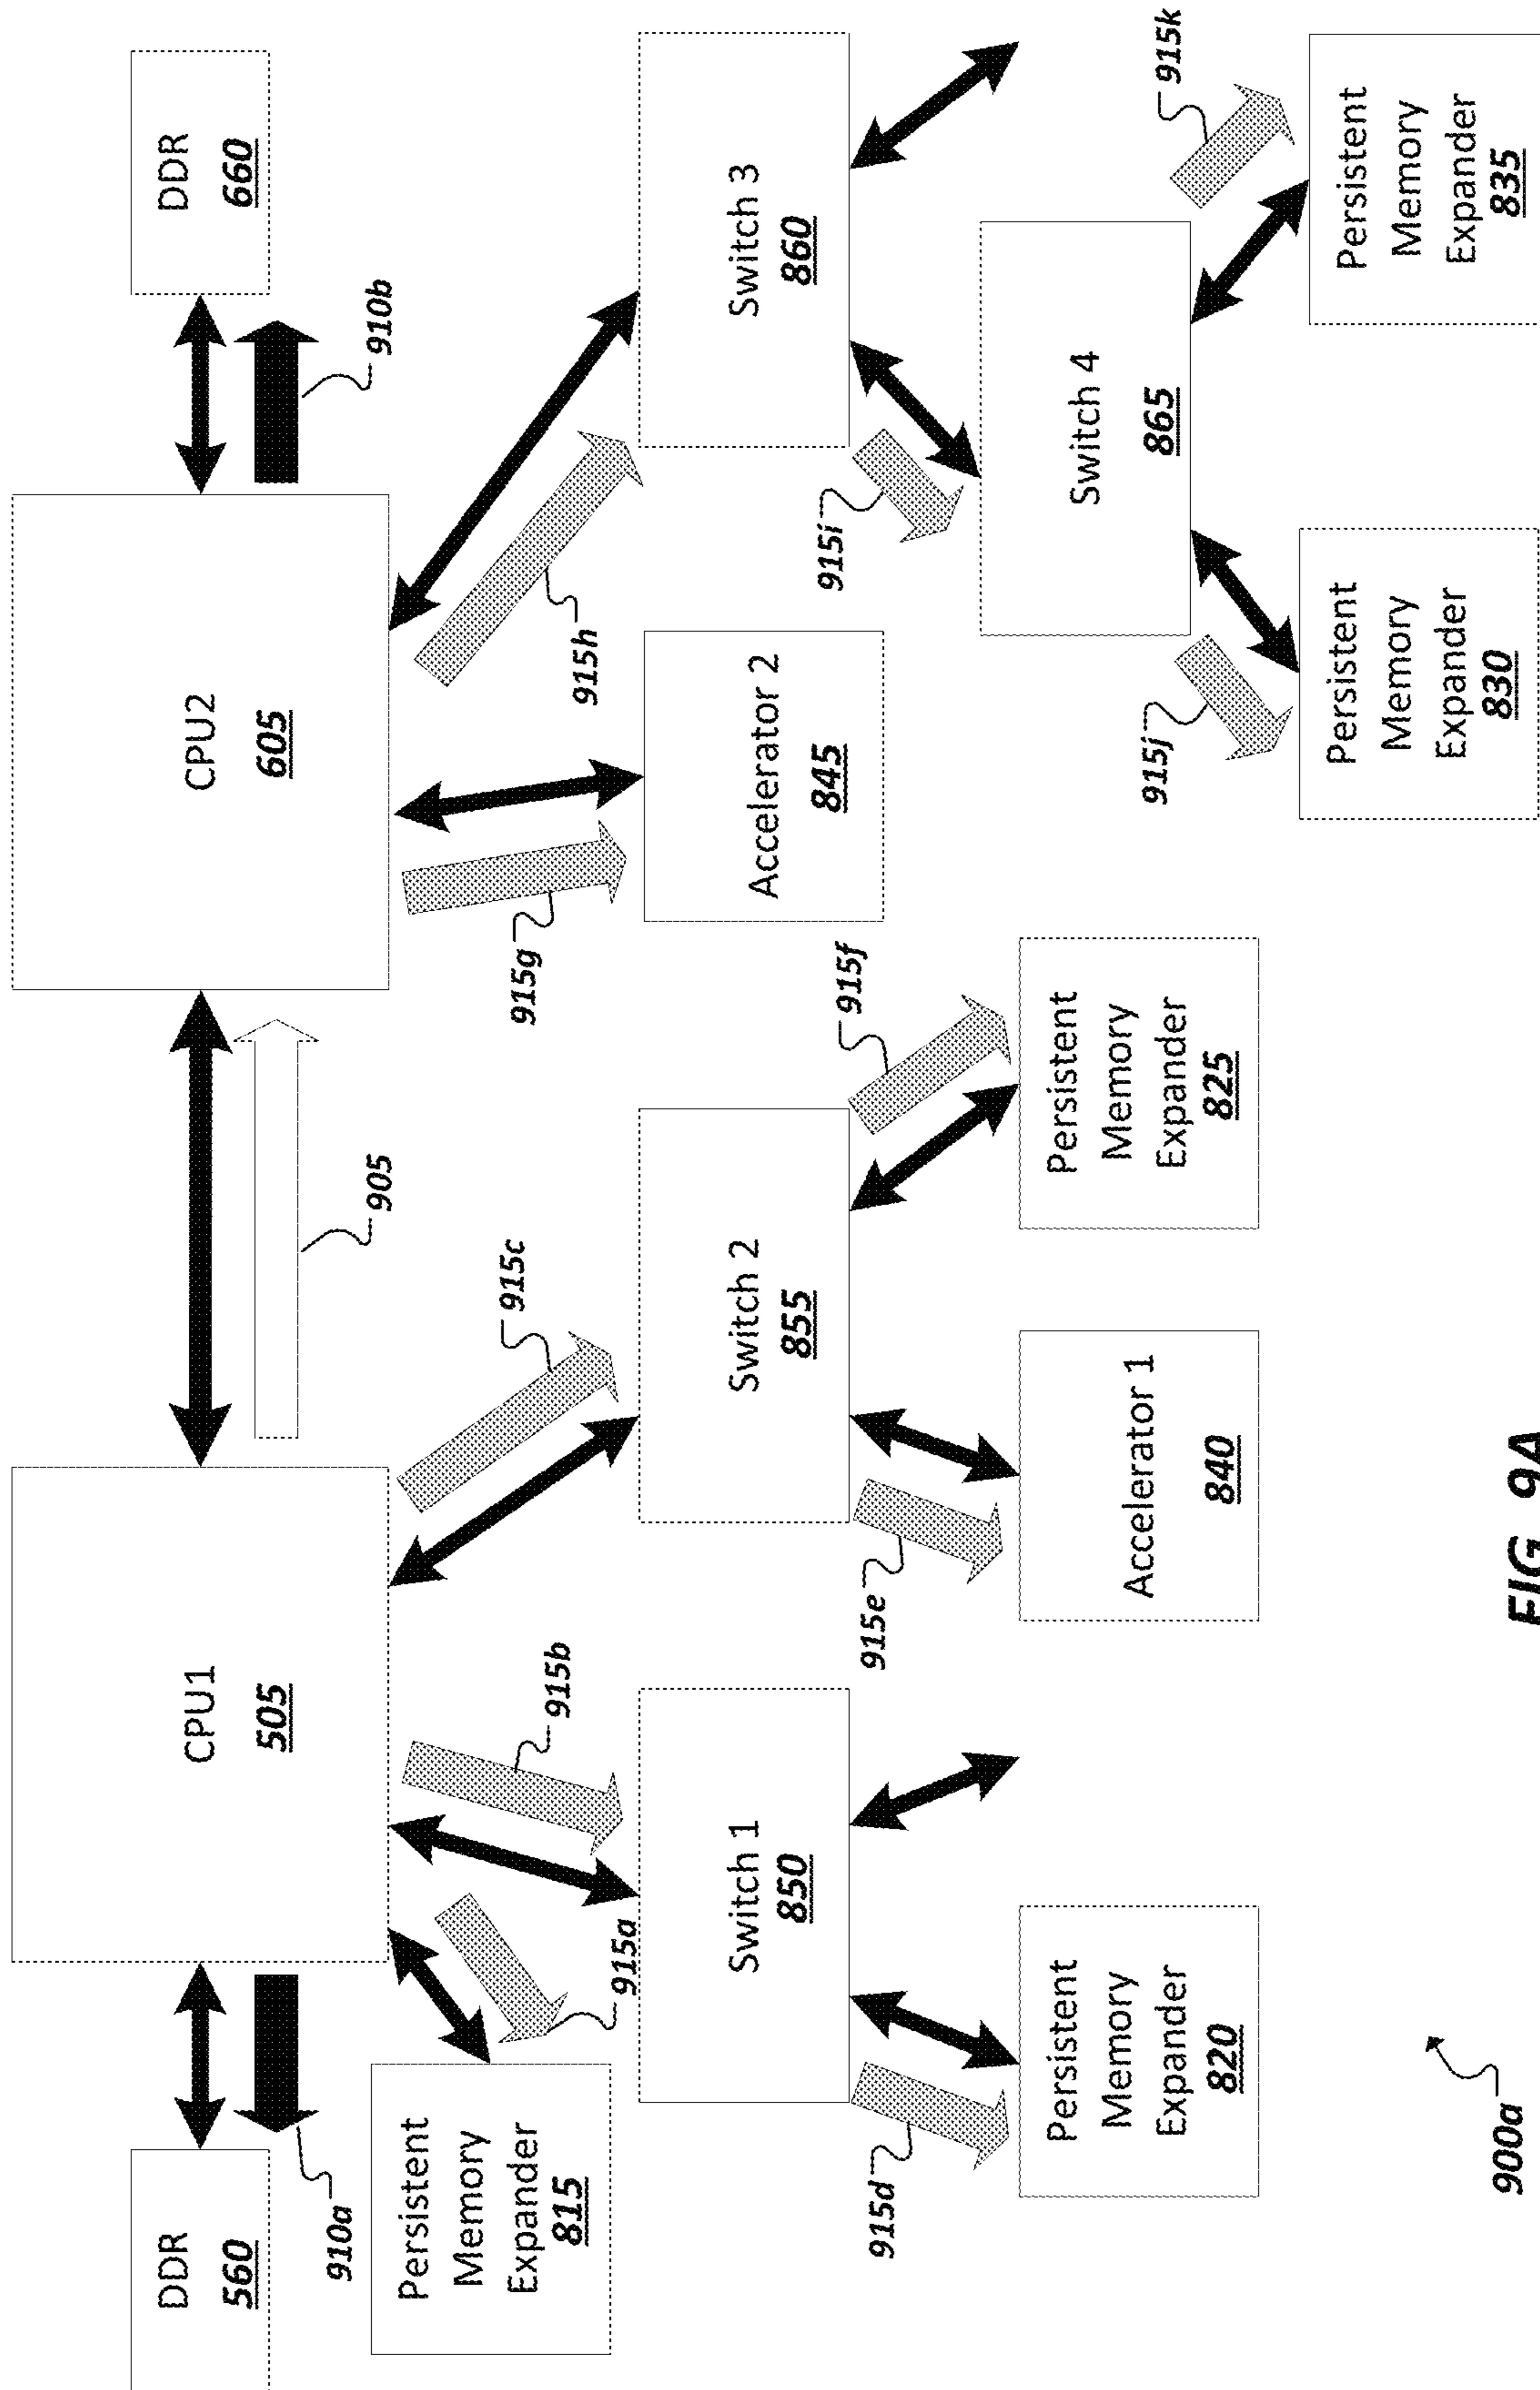 DDR
560
CPU1
505
CPU2
605
DDR
660
910a
905
910b
Persistent
Memory
Expander
815
915a
915b
915c
915g
915h
Switch 1
850
Switch 2
855
Accelerator 2
845
Switch 3
860
915d
915e
915f
915i
Persistent
Memory
Expander
820
Accelerator 1
840
Persistent
Memory
Expander
825
Switch 4
865
915j
915k
Persistent
Memory
Expander
830
Persistent
Memory
Expander
835
900a
FIG. 9A